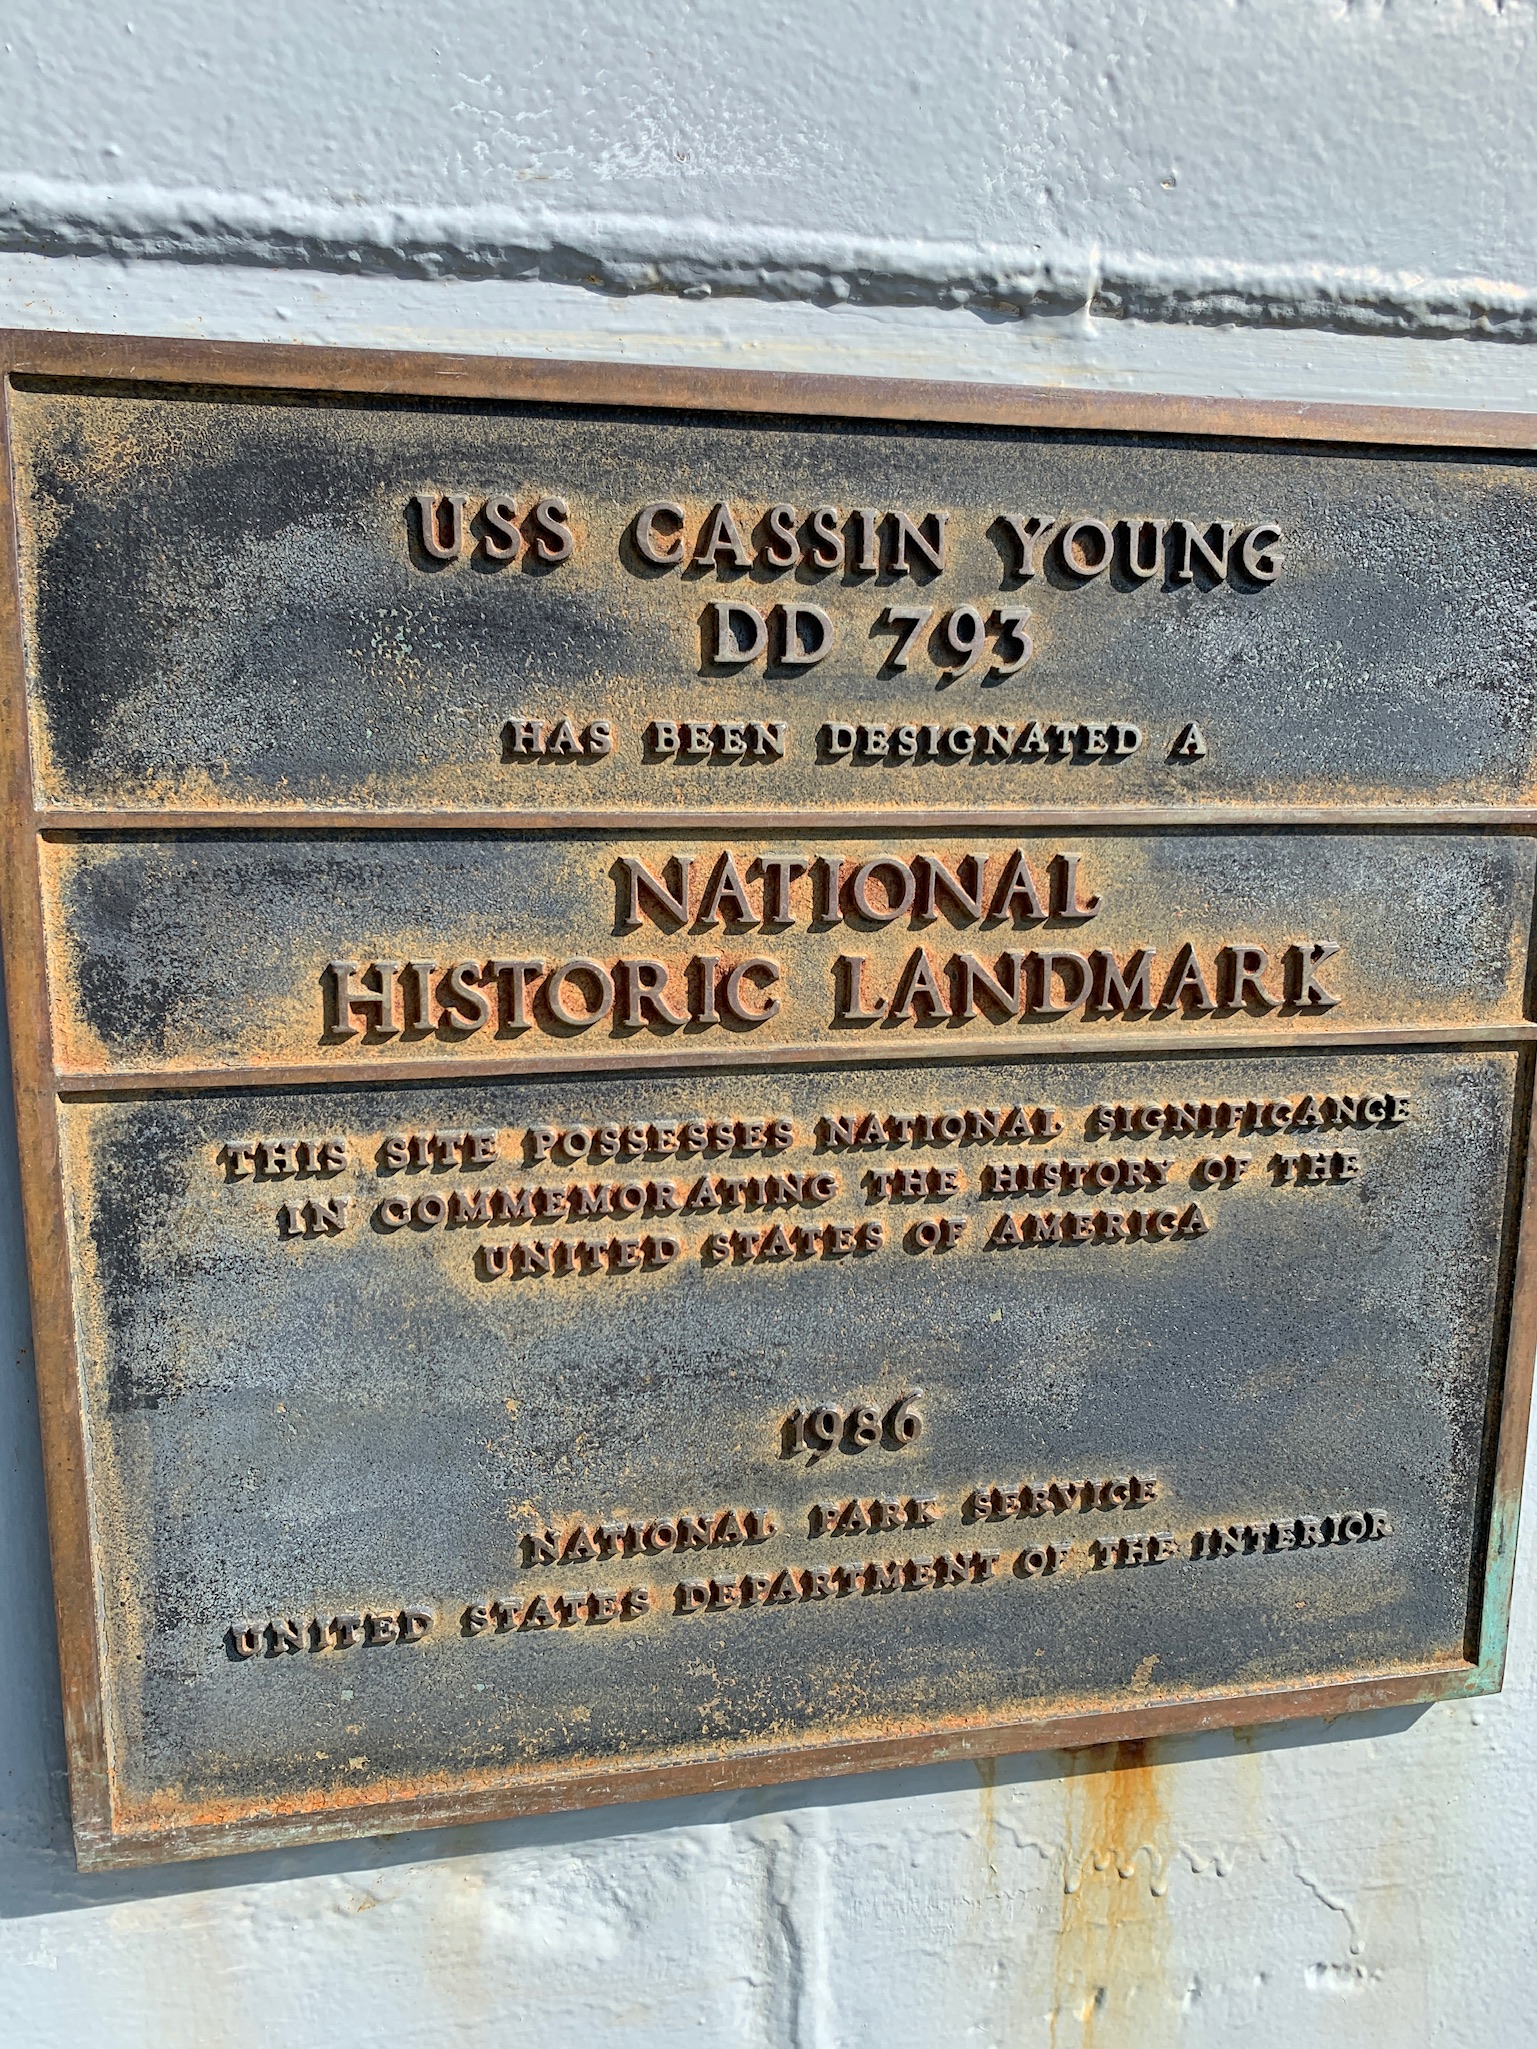 USS CASSIN YOUNG
DD 793
HAS BEEN DESIGNATED A
NATIONAL
HISTORIC LANDMARK
THIS SITE POSSESSES NATIONAL SIGNIFICANCE
IN COMMEMORATING THE HISTORY OF THE
UNITED STATES OF AMERICA
1986
NATIONAL PARK SERVICE
UNITED STATES DEPARTMENT OF THE INTERIOR